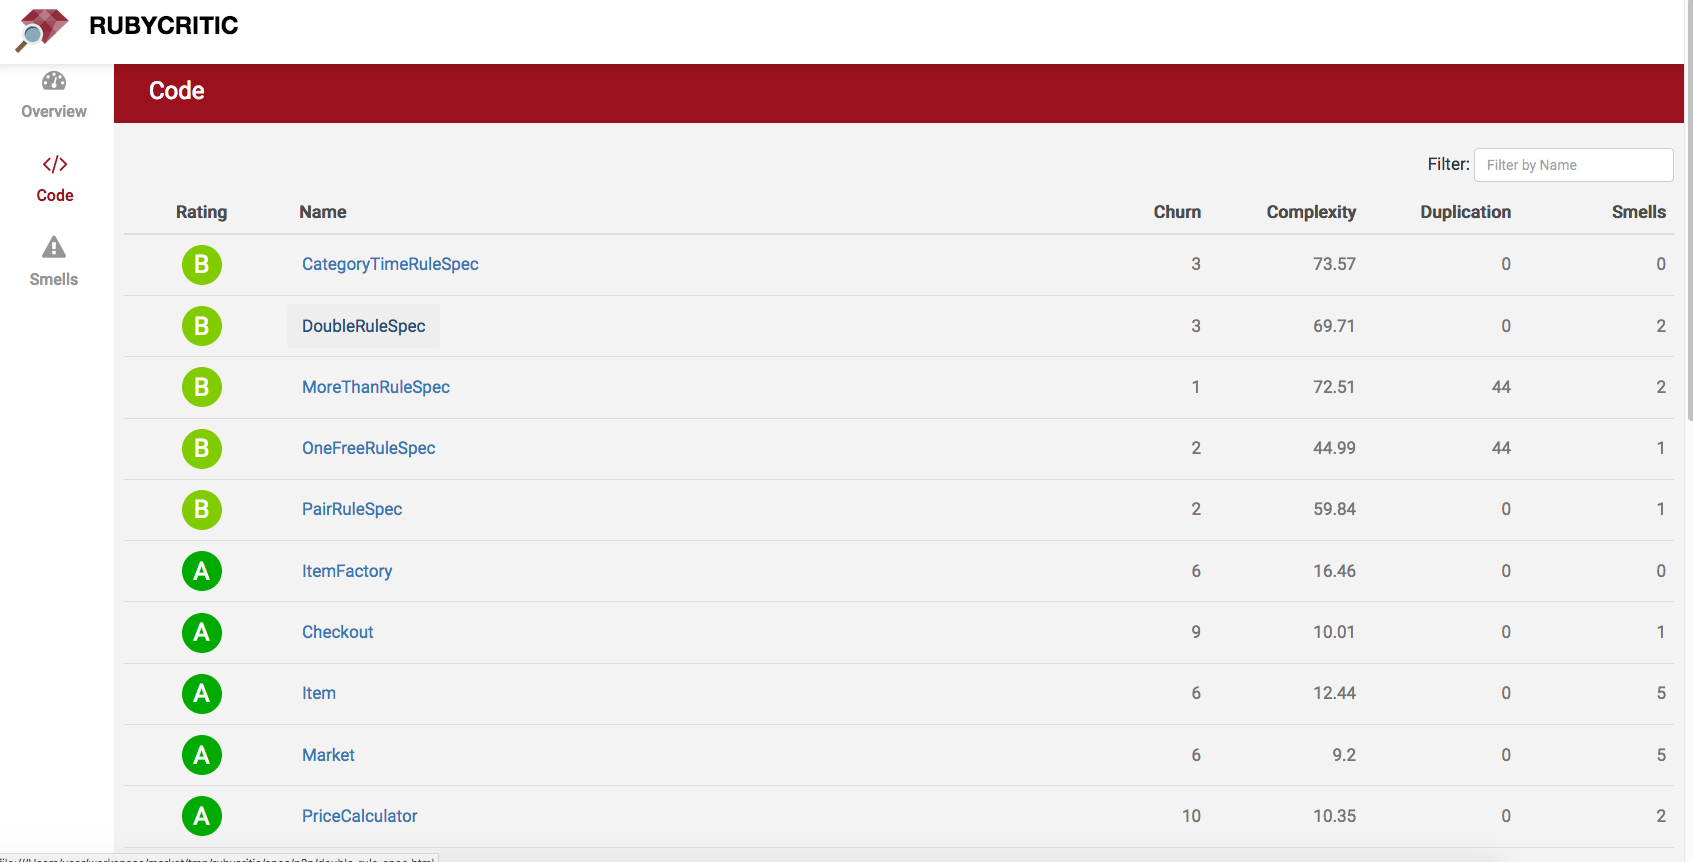 RUBYCRITIC
Overview
Code
Smells
Code
Filter: Filter by Name
Rating Name Churn Complexity Duplication Smells
B CategoryTimeRuleSpec 3 73.57 0 0
B DoubleRuleSpec 3 69.71 0 2
B MoreThanRuleSpec 1 72.51 44 2
B OneFreeRuleSpec 2 44.99 44 1
B PairRuleSpec 2 59.84 0 1
A ItemFactory 6 16.46 0 0
A Checkout 9 10.01 0 1
A Item 6 12.44 0 5
A Market 6 9.2 0 5
A PriceCalculator 10 10.35 0 2